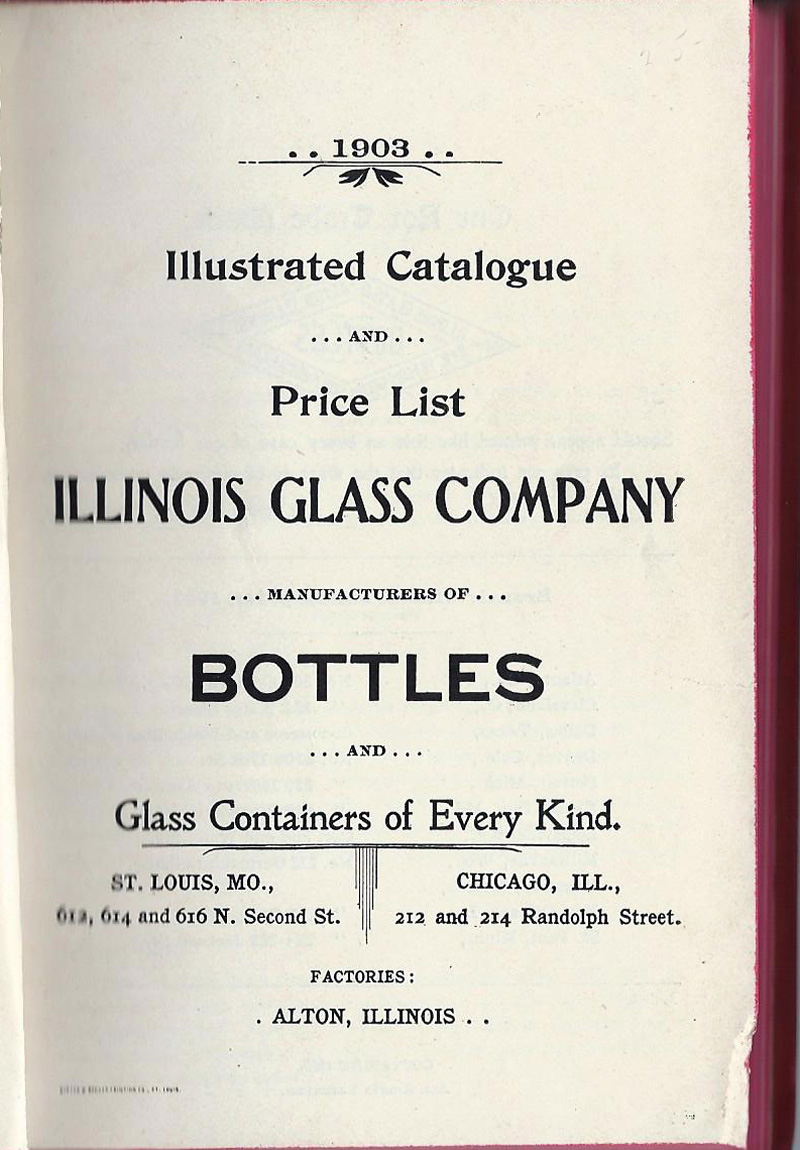 . . 1903 . .
Illustrated Catalogue
. . . AND . . .
Price List
ILLINOIS GLASS COMPANY
. . . MANUFACTURERS OF . . .
BOTTLES
. . . AND . . .
Glass Containers of Every Kind.
ST. LOUIS, MO.,
612, 614 and 616 N. Second St.
CHICAGO, ILL.,
212 and 214 Randolph Street.
FACTORIES:
. ALTON, ILLINOIS . .